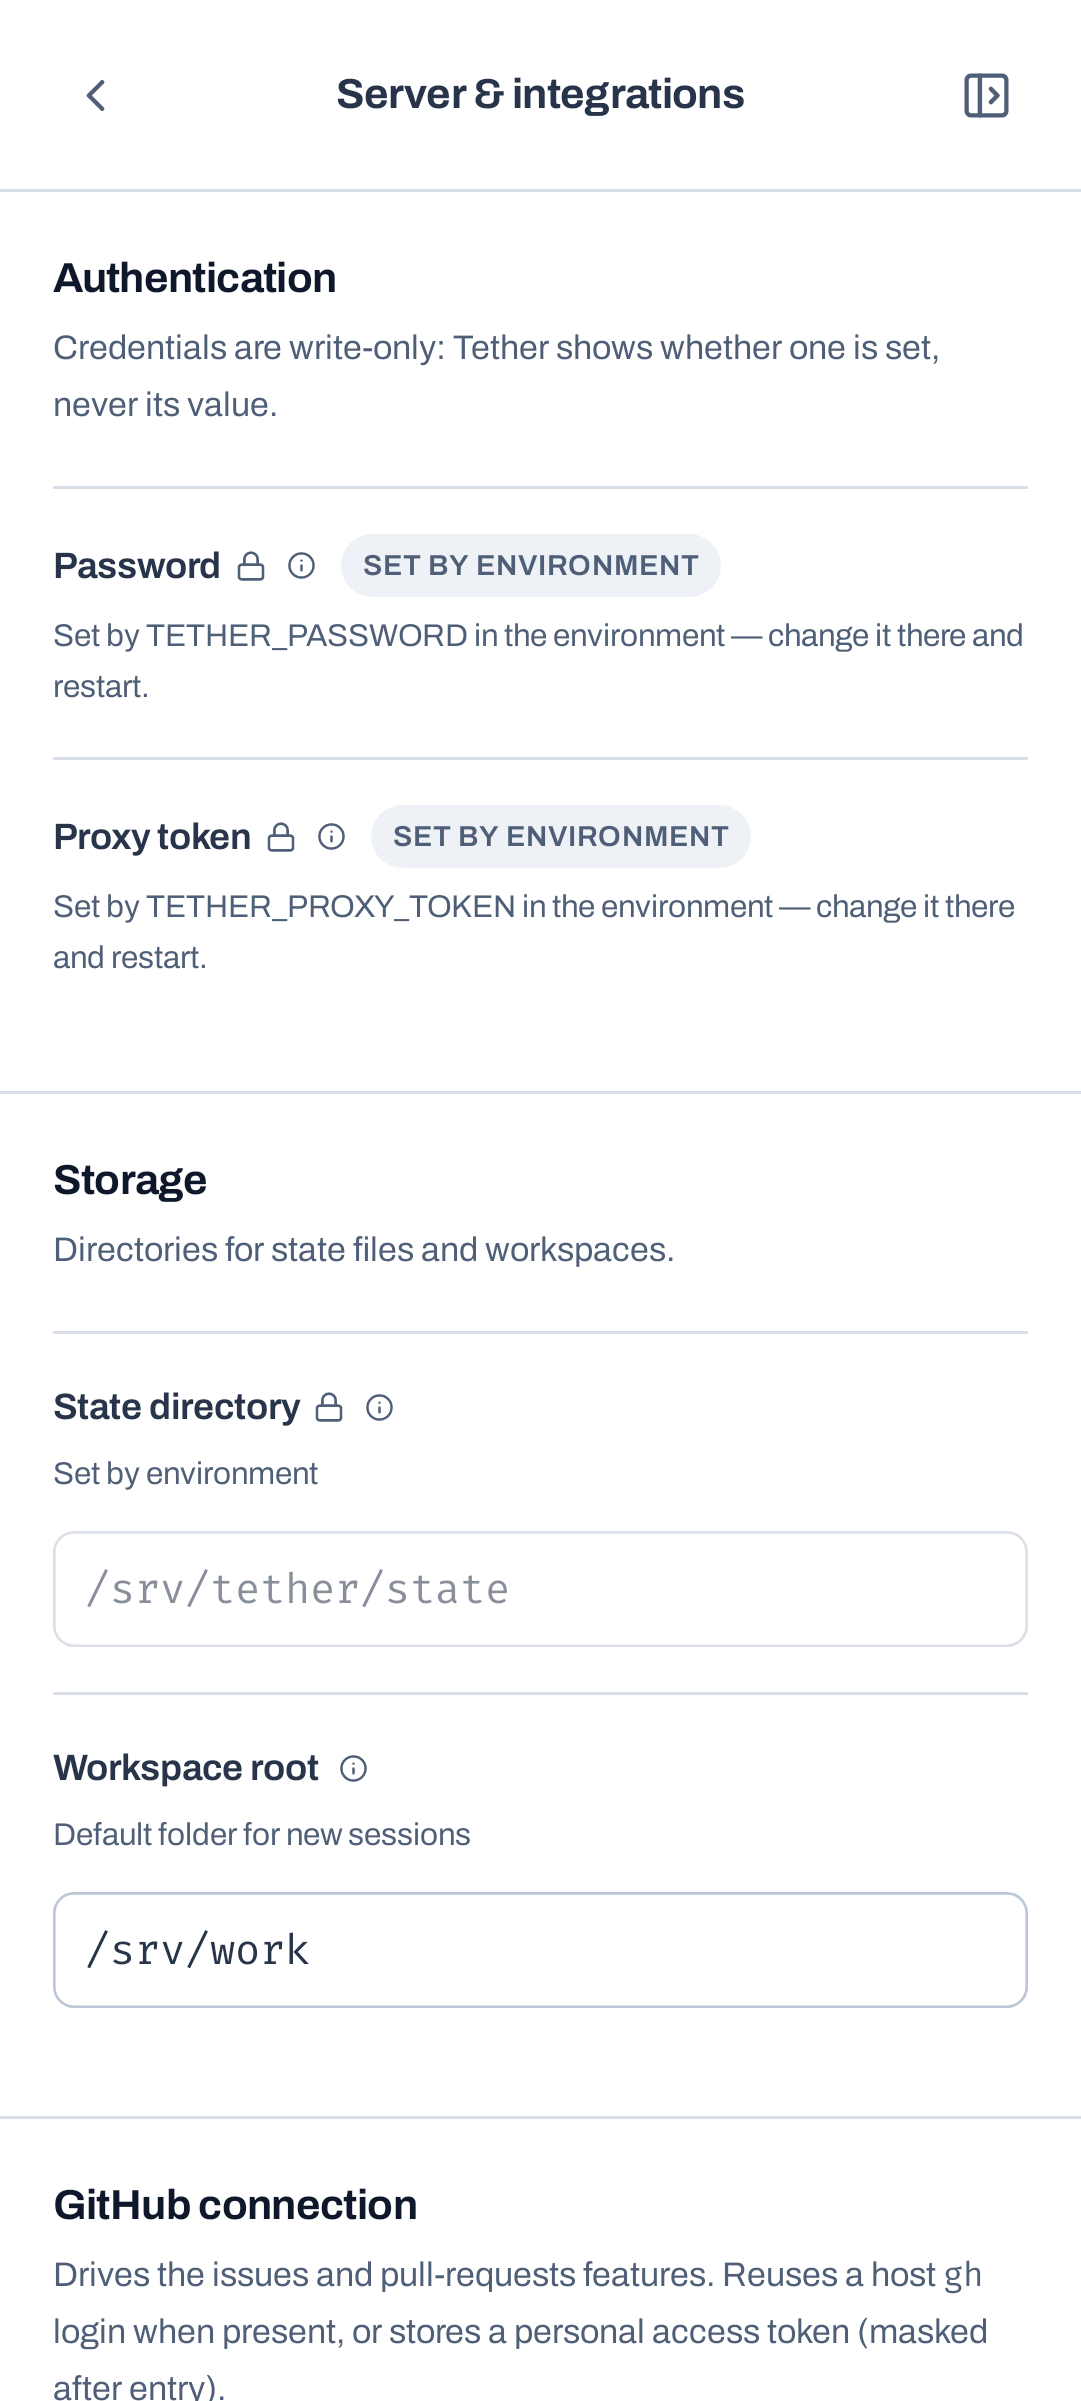 Server & integrations
Authentication
Credentials are write-only: Tether shows whether one is set,
never its value.
Password SET BY ENVIRONMENT
Set by TETHER_PASSWORD in the environment — change it there and
restart.
Proxy token SET BY ENVIRONMENT
Set by TETHER_PROXY_TOKEN in the environment — change it there
and restart.
Storage
Directories for state files and workspaces.
State directory
Set by environment
/srv/tether/state
Workspace root
Default folder for new sessions
/srv/work
GitHub connection
Drives the issues and pull-requests features. Reuses a host gh
login when present, or stores a personal access token (masked
after entry).